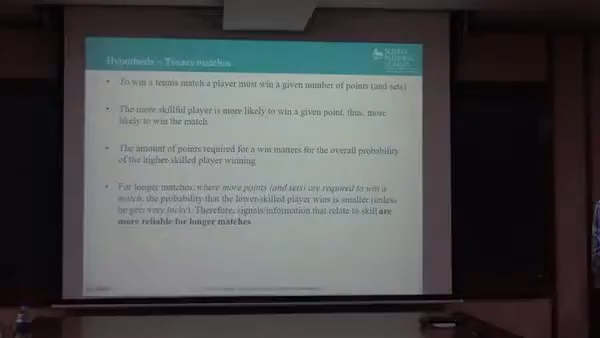 Hypothesis – Tennis matches
• To win a tennis match a player must win a given number of points (and sets)
• The more skillful player is more likely to win a given point, thus, more
likely to win the match
• The amount of points required for a win matters for the overall probability
of the higher-skilled player winning
• For longer matches, where more points (and sets) are required to win a
match, the probability that the lower-skilled player wins is smaller (unless
he gets very lucky). Therefore, signals/information that relate to skill are
more reliable for longer matches